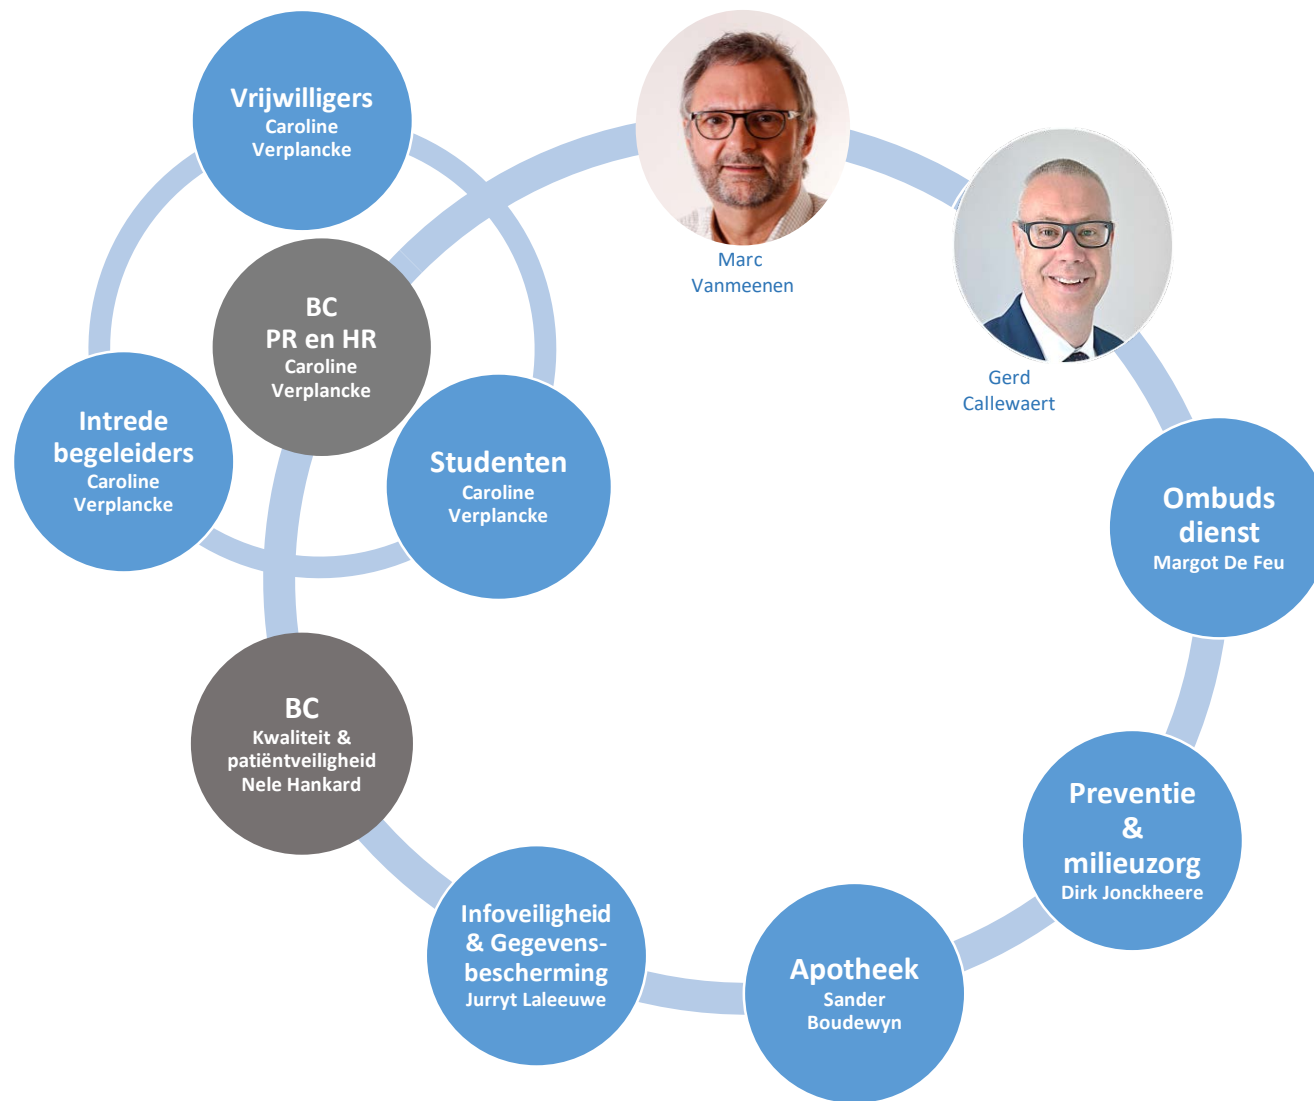 Vrijwilligers
Caroline
Verplancke
BC
PR en HR
Caroline
Verplancke
Intrede
begeleiders
Caroline
Verplancke
Studenten
Caroline
Verplancke
Marc
Vanmeenen
Gerd
Callewaert
Ombuds
dienst
Margot De Feu
Preventie
&
milieuzorg
Dirk Jonckheere
Apotheek
Sander
Boudewyn
Infoveiligheid
& Gegevens-
bescherming
Jurryt Laleeuwe
BC
Kwaliteit &
patiëntveiligheid
Nele Hankard